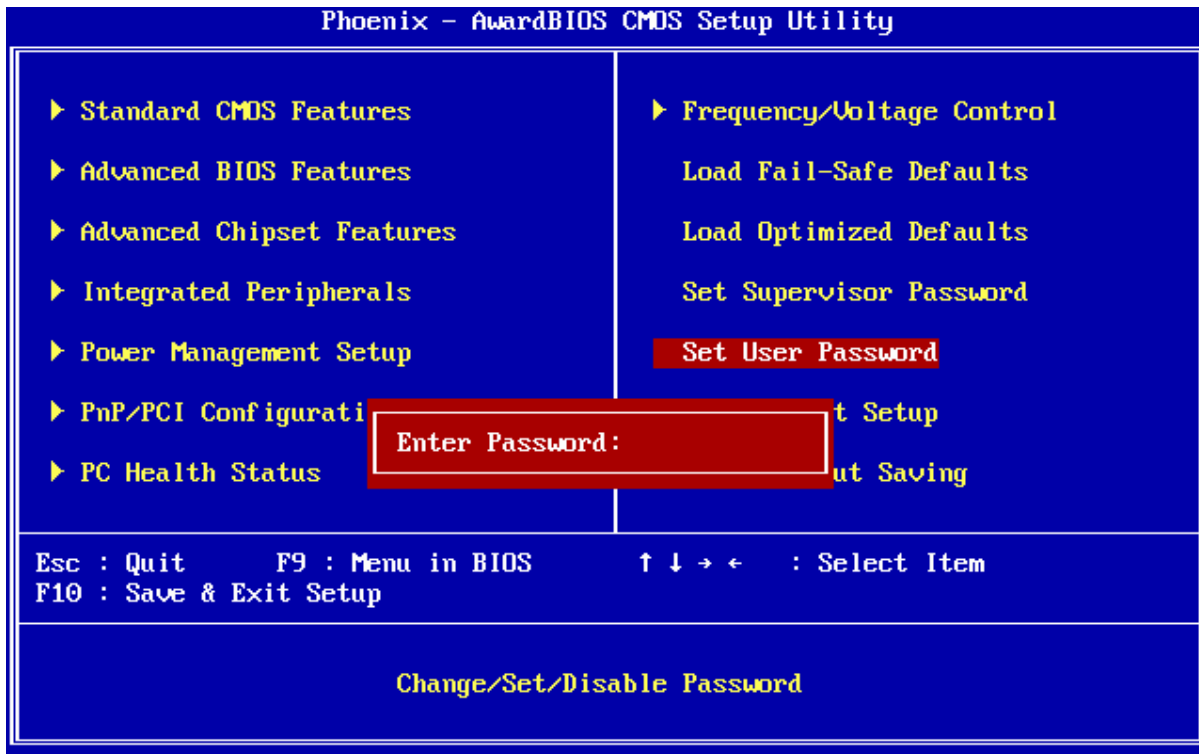 Phoenix - AwardBIOS CMOS Setup Utility
▶ Standard CMOS Features
▶ Advanced BIOS Features
▶ Advanced Chipset Features
▶ Integrated Peripherals
▶ Power Management Setup
▶ PnP/PCI Configurati
▶ PC Health Status
▶ Frequency/Voltage Control
Load Fail-Safe Defaults
Load Optimized Defaults
Set Supervisor Password
Set User Password
t Setup
ut Saving
Enter Password:
Esc : Quit F9 : Menu in BIOS ↑ ↓ → ← : Select Item
F10 : Save & Exit Setup
Change/Set/Disable Password